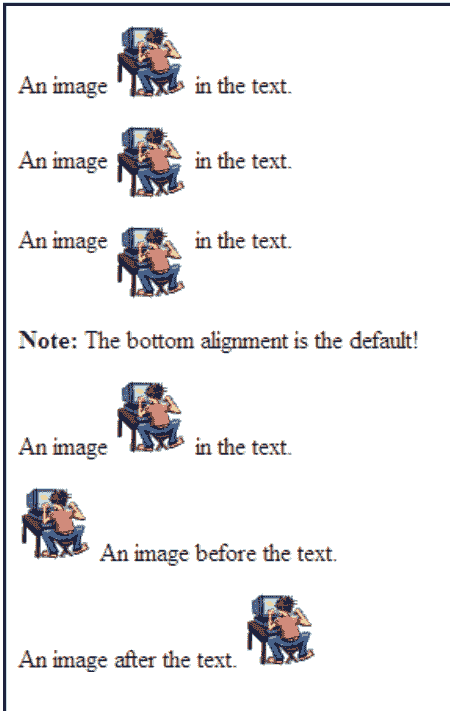 An image in the text.
An image in the text.
An image in the text.
Note: The bottom alignment is the default!
An image in the text.
An image before the text.
An image after the text.